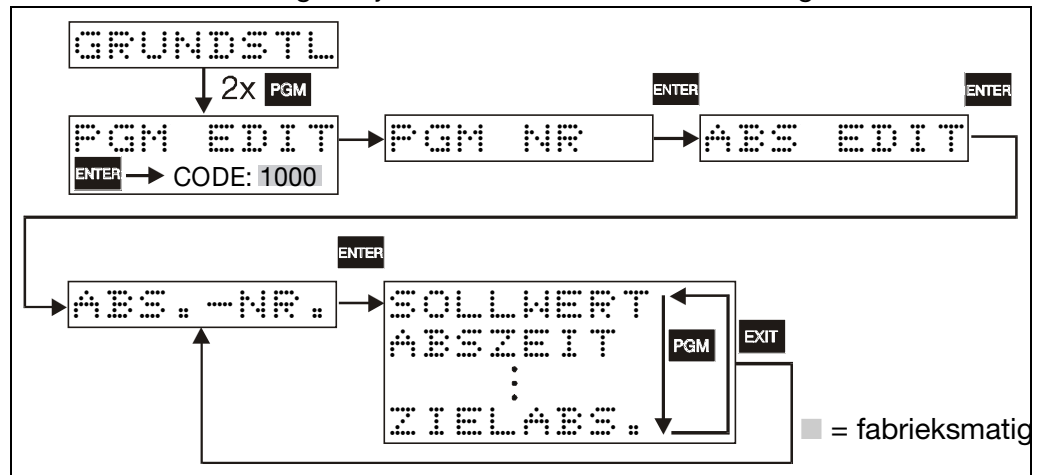 GRUNDSTL
2x PGM
ENTER
ENTER
PGM EDIT
PGM NR
ABS EDIT
ENTER CODE: 1000
ENTER
ABS.-NR.
SOLLWERT
ABSZEIT
PGM
EXIT
ZIELABS.
= fabrieksmatig